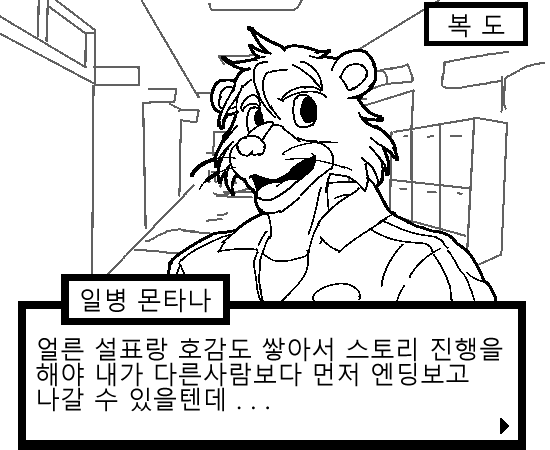 복 도
일병 몬타나
얼른 설표랑 호감도 쌓아서 스토리 진행을
해야 내가 다른사람보다 먼저 엔딩보고
나갈 수 있을텐데 . . .